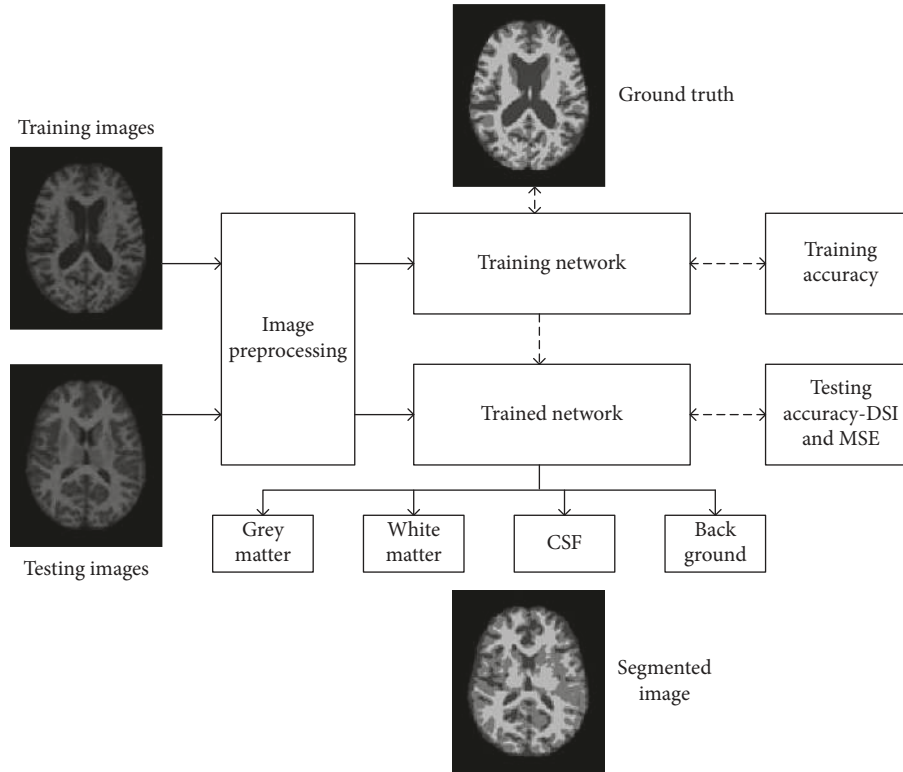 Ground truth
Training images
Training network
Training
accuracy
Image
preprocessing
Trained network
Testing
accuracy-DSI
and MSE
Grey
matter
White
matter
CSF
Back
ground
Testing images
Segmented
image